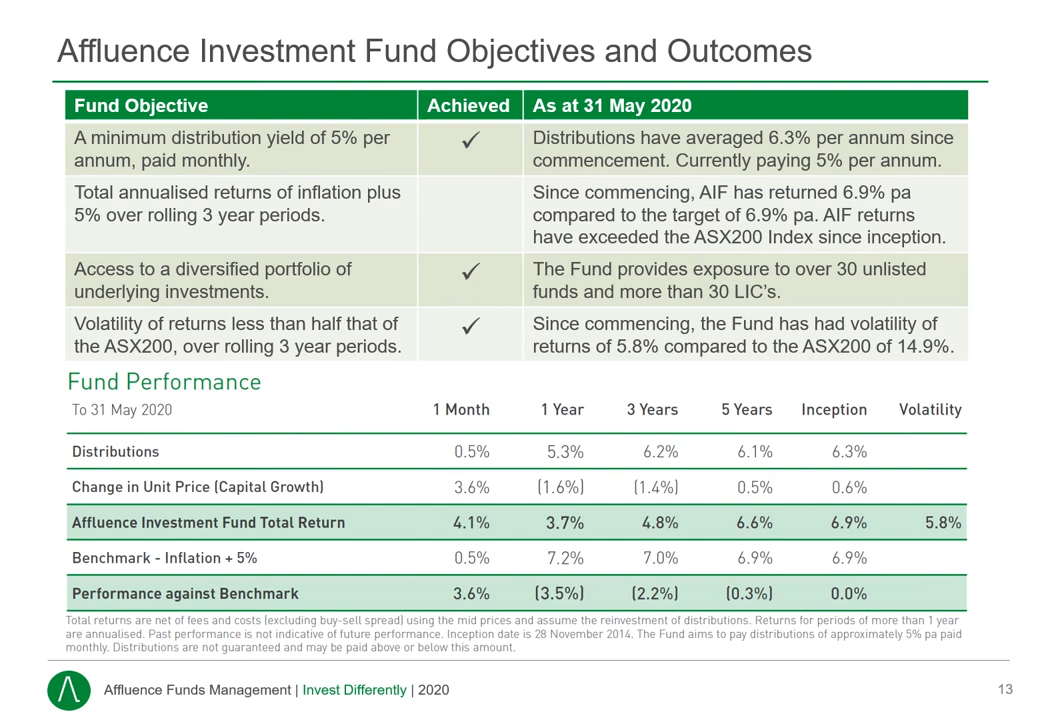 Affluence Investment Fund Objectives and Outcomes
Fund Objective Achieved As at 31 May 2020
A minimum distribution yield of 5% per annum, paid monthly. ✓ Distributions have averaged 6.3% per annum since commencement. Currently paying 5% per annum.
Total annualised returns of inflation plus 5% over rolling 3 year periods. Since commencing, AIF has returned 6.9% pa compared to the target of 6.9% pa. AIF returns have exceeded the ASX200 Index since inception.
Access to a diversified portfolio of underlying investments. ✓ The Fund provides exposure to over 30 unlisted funds and more than 30 LIC's.
Volatility of returns less than half that of the ASX200, over rolling 3 year periods. ✓ Since commencing, the Fund has had volatility of returns of 5.8% compared to the ASX200 of 14.9%.
Fund Performance
To 31 May 2020 1 Month 1 Year 3 Years 5 Years Inception Volatility
Distributions 0.5% 5.3% 6.2% 6.1% 6.3%
Change in Unit Price (Capital Growth) 3.6% (1.6%) (1.4%) 0.5% 0.6%
Affluence Investment Fund Total Return 4.1% 3.7% 4.8% 6.6% 6.9% 5.8%
Benchmark - Inflation + 5% 0.5% 7.2% 7.0% 6.9% 6.9%
Performance against Benchmark 3.6% (3.5%) (2.2%) (0.3%) 0.0%
Total returns are net of fees and costs (excluding buy-sell spread) using the mid prices and assume the reinvestment of distributions. Returns for periods of more than 1 year
are annualised. Past performance is not indicative of future performance. Inception date is 28 November 2014. The Fund aims to pay distributions of approximately 5% pa paid
monthly. Distributions are not guaranteed and may be paid above or below this amount.
Affluence Funds Management | Invest Differently | 2020
13